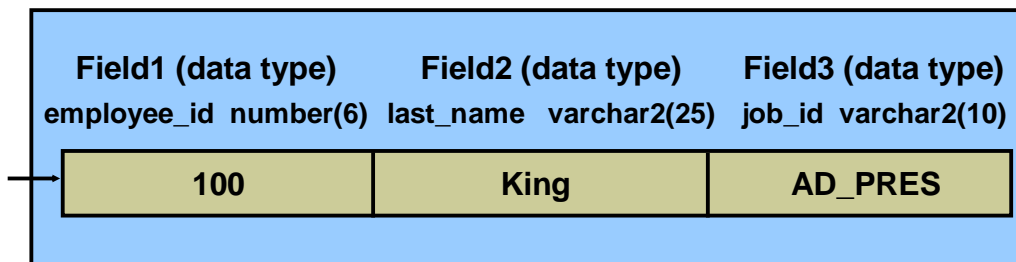 Field1 (data type) Field2 (data type) Field3 (data type)
employee_id number(6) last_name varchar2(25) job_id varchar2(10)
100 King AD_PRES